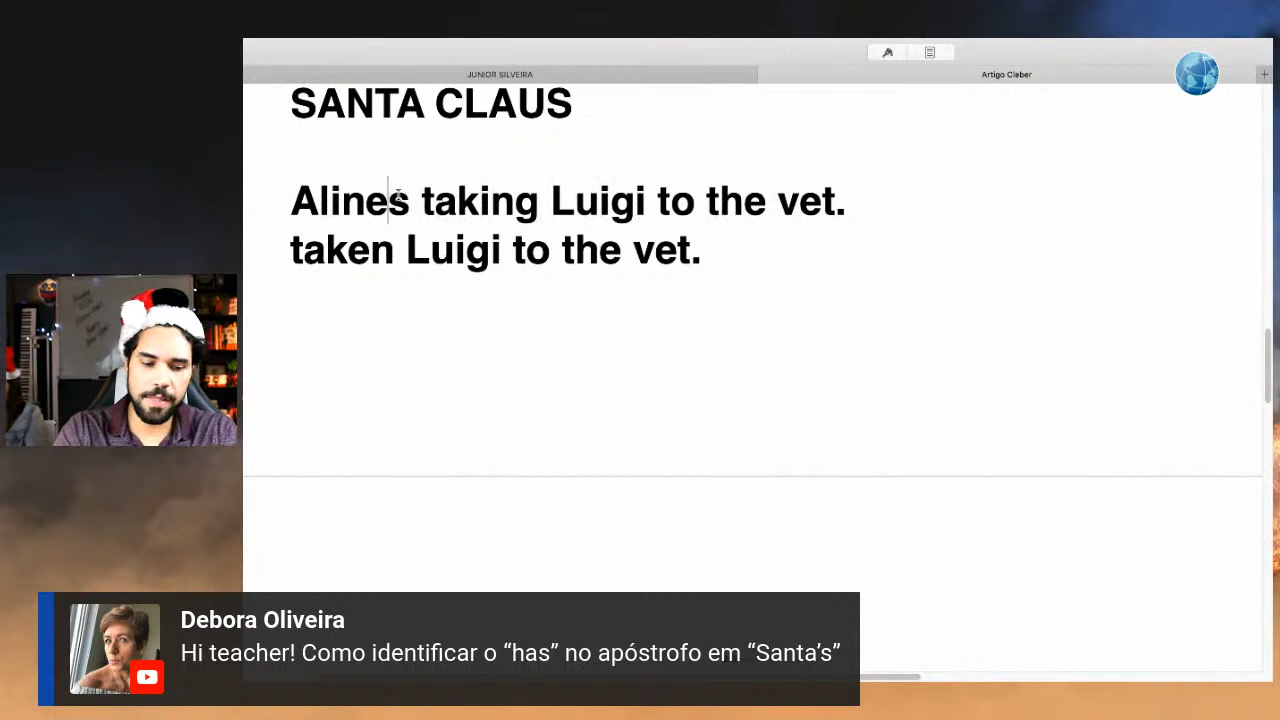 JUNIOR SILVEIRA
Artigo Cleber
SANTA CLAUS
Alines taking Luigi to the vet.
taken Luigi to the vet.
Debora Oliveira
Hi teacher! Como identificar o “has” no apóstrofo em “Santa’s”